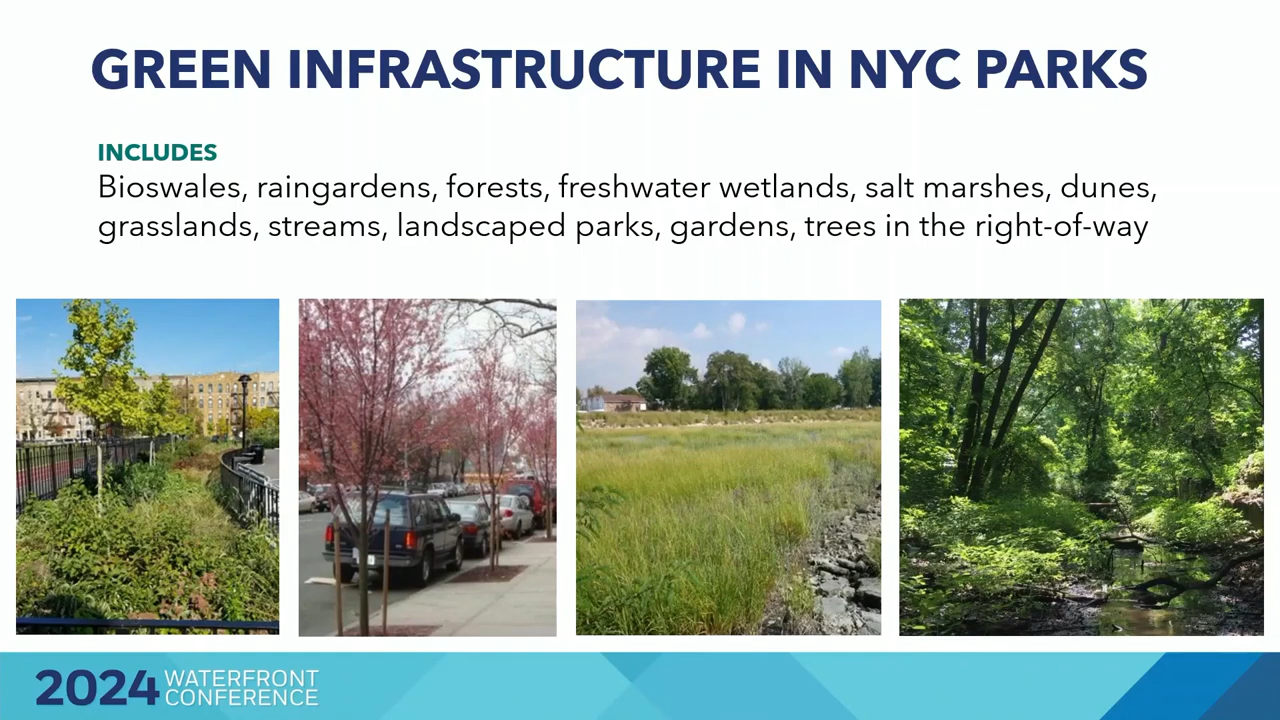 GREEN INFRASTRUCTURE IN NYC PARKS
INCLUDES
Bioswales, raingardens, forests, freshwater wetlands, salt marshes, dunes,
grasslands, streams, landscaped parks, gardens, trees in the right-of-way
2024 WATERFRONT
CONFERENCE